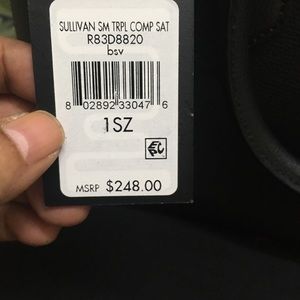 SULLIVAN SM TRPL COMP SAT
R83D8820
bsv
8 02892 33047 6
1SZ
MSRP $248.00